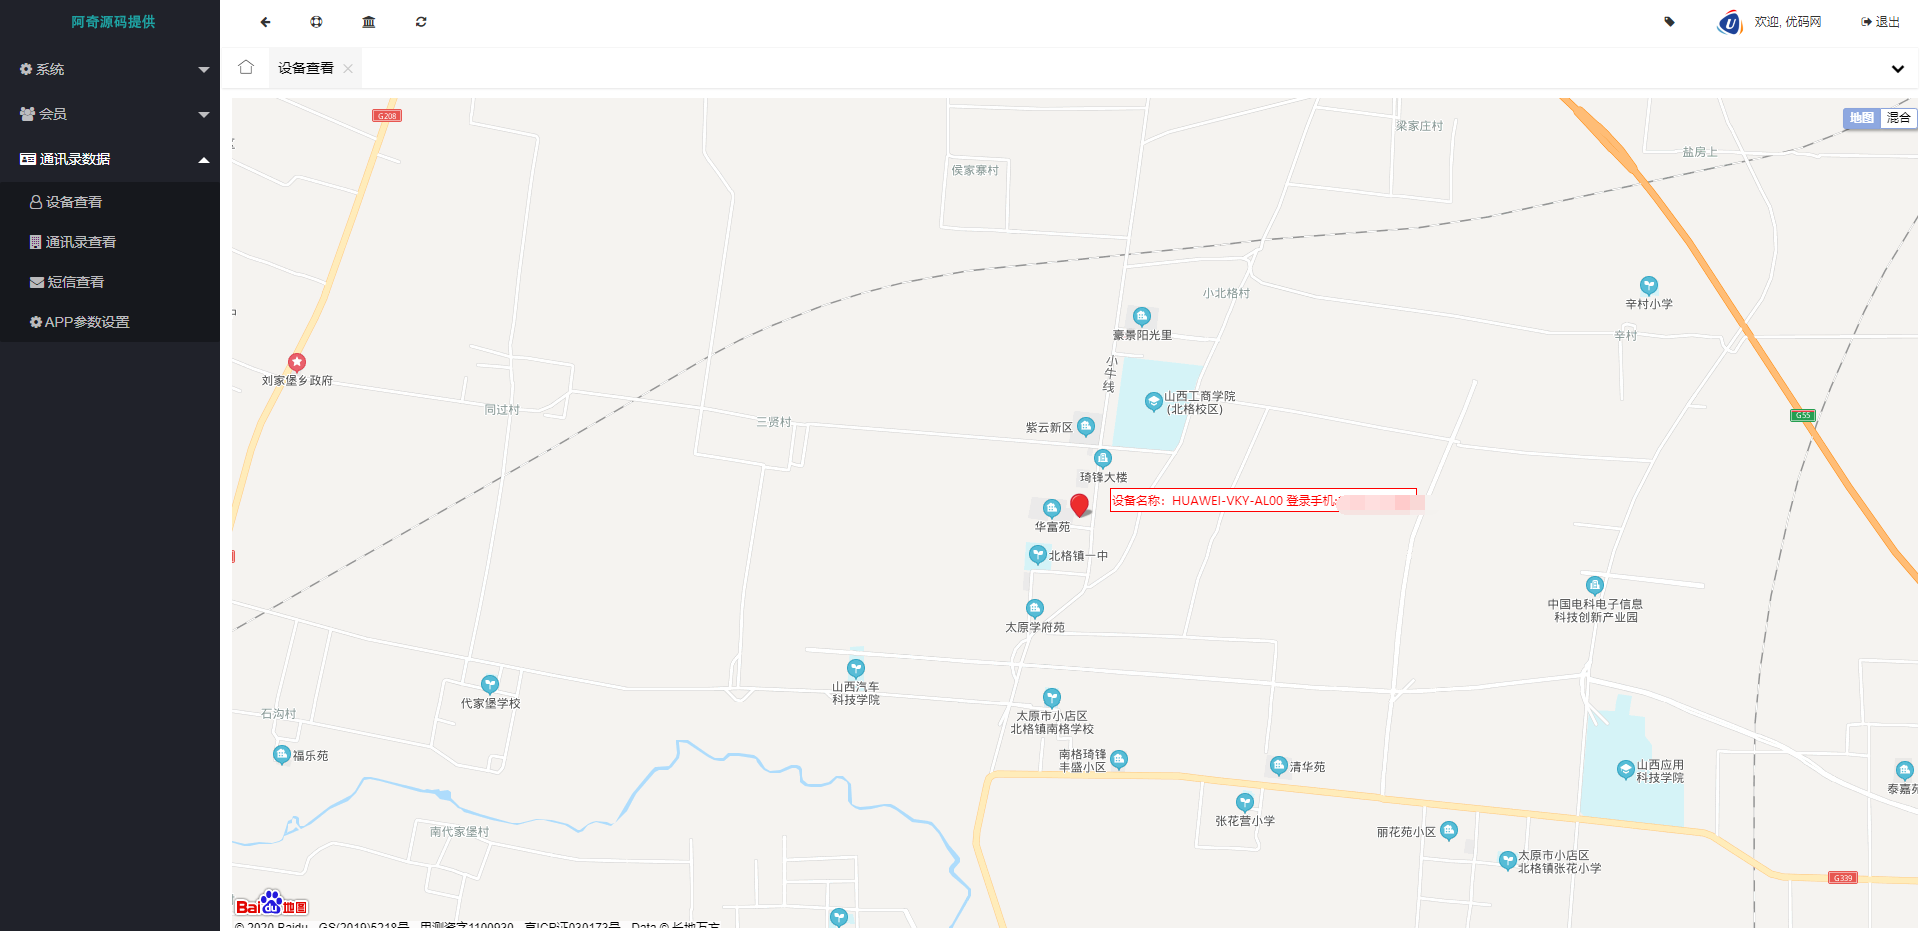 阿奇源码提供
欢迎, 优码网
退出
系统
会员
通讯录数据
设备查看
通讯录查看
短信查看
APP参数设置
设备查看
地图
混合
G208
梁家庄村
盐房上
侯家寨村
小北格村
辛村小学
辛村
豪景阳光里
小牛线
刘家堡乡政府
山西工商学院
(北格校区)
同过村
三贤村
紫云新区
G55
琦锋大楼
设备名称：HUAWEI-VKY-AL00 登录手机:
华富苑
北格镇一中
中国电科电子信息
科技创新产业园
太原学府苑
山西汽车
科技学院
代家堡学校
石沟村
太原市小店区
北格镇南格学校
福乐苑
南格琦锋
丰盛小区
清华苑
山西应用
科技学院
泰嘉苑
张花营小学
南代家堡村
丽花苑小区
太原市小店区
北格镇张花小学
G339
Bai du 地图
© 2020 Baidu - GS(2019)5218号 - 甲测资字1100930 - 京ICP证030173号 - Data © 长地万方